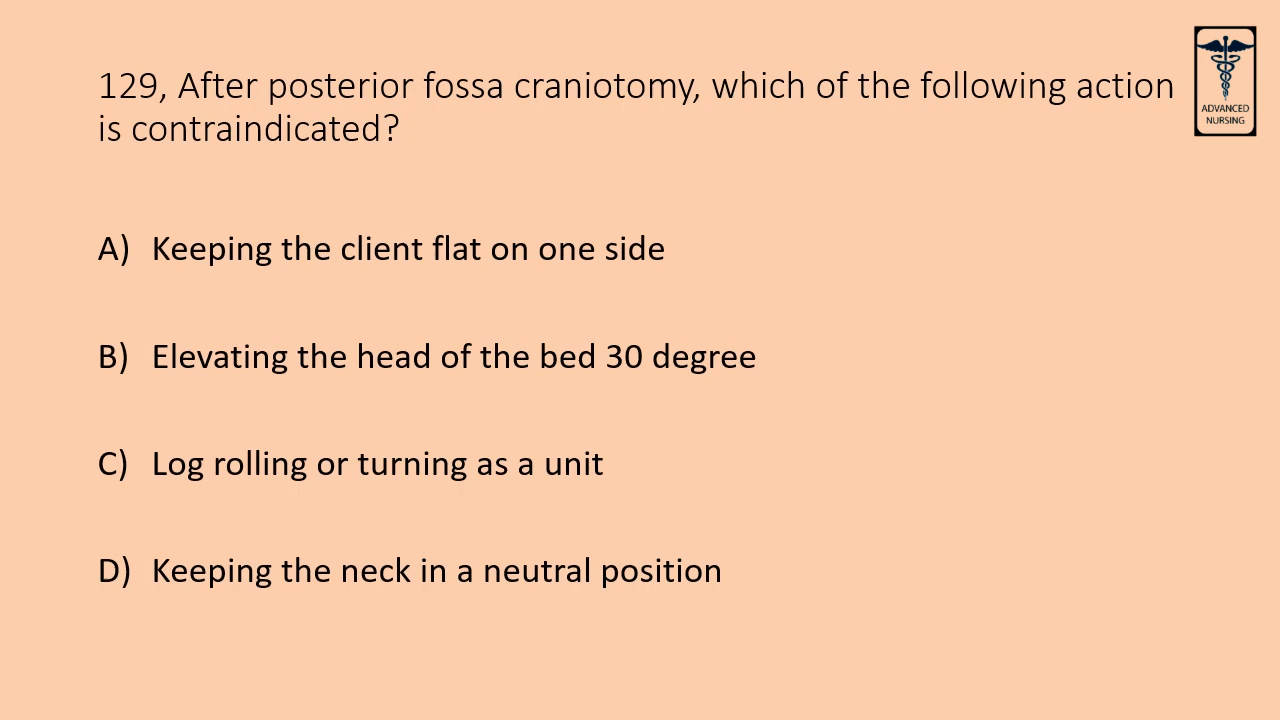 129, After posterior fossa craniotomy, which of the following action
is contraindicated?
ADVANCED
NURSING
A) Keeping the client flat on one side
B) Elevating the head of the bed 30 degree
C) Log rolling or turning as a unit
D) Keeping the neck in a neutral position